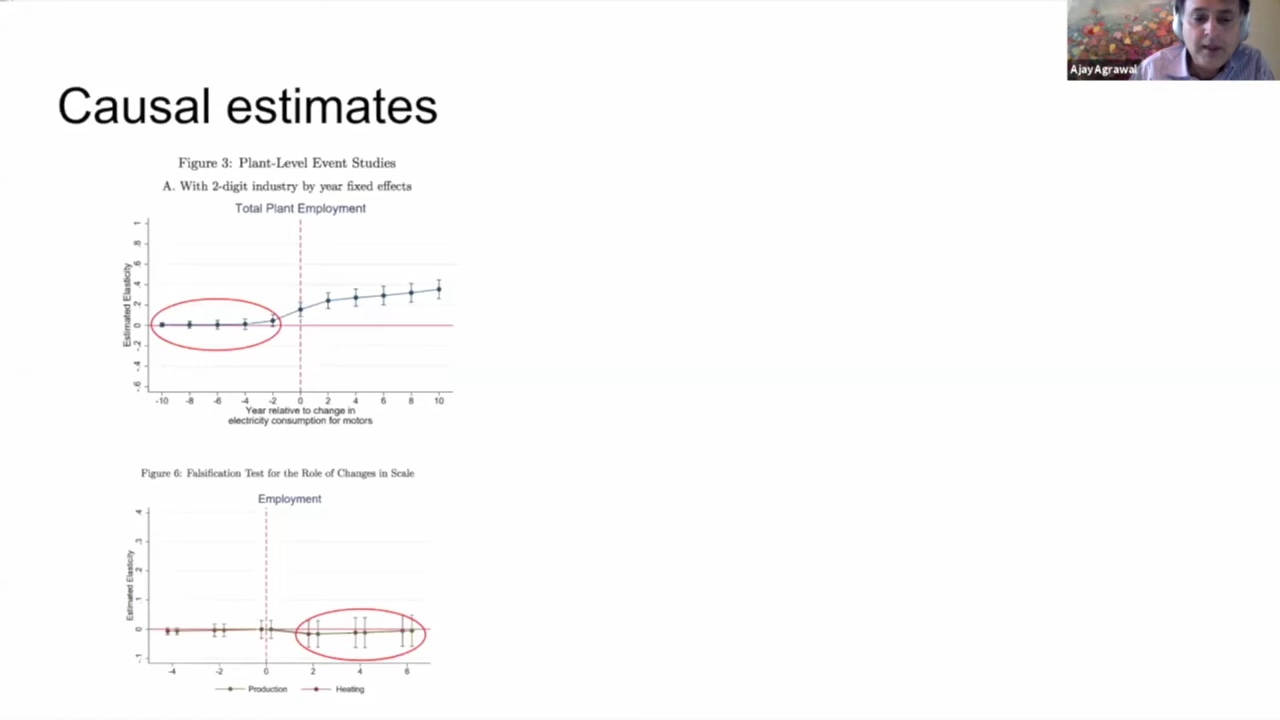 Ajay Agrawal
Causal estimates
Figure 3: Plant-Level Event Studies
A. With 2-digit industry by year fixed effects
Total Plant Employment
Estimated Elasticity
1
.8
.6
.4
.2
0
-.2
-.4
-.6
-10 -8 -6 -4 -2 0 2 4 6 8 10
Year relative to change in
electricity consumption for motors
Figure 6: Falsification Test for the Role of Changes in Scale
Employment
Estimated Elasticity
.4
.3
.2
.1
0
-.1
-4 -2 0 2 4 6
Production Heating